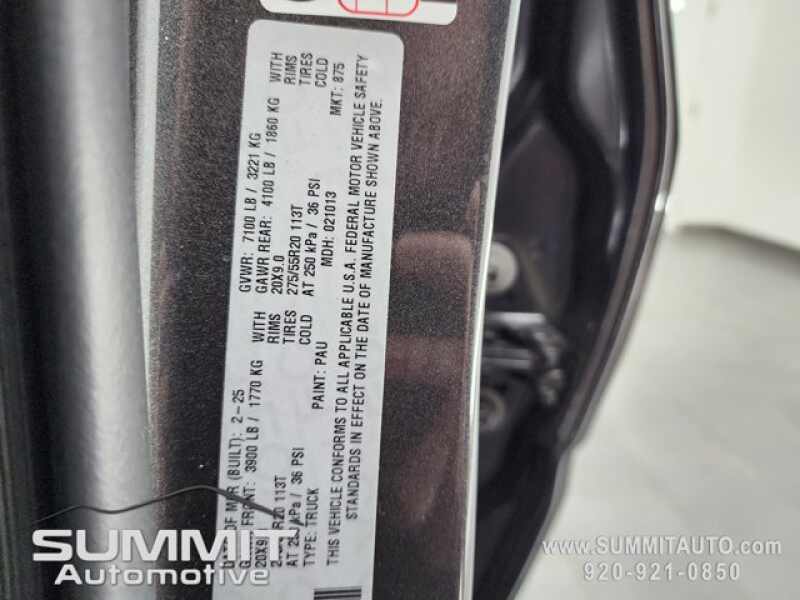 OF MFR (BUILT): 2-25 GVWR: 7100 LB / 3221 KG
FRONT: 3900 LB / 1770 KG WITH GAWR REAR: 4100 LB / 1860 KG WITH
20X9. RIMS 20X9.0 RIMS
R20 113T TIRES 275/55R20 113T TIRES
AT kPa / 36 PSI COLD AT 250 kPa / 36 PSI COLD
TYPE: TRUCK PAINT: PAU MDH: 021013 MKT: 875
THIS VEHICLE CONFORMS TO ALL APPLICABLE U.S.A. FEDERAL MOTOR VEHICLE SAFETY
STANDARDS IN EFFECT ON THE DATE OF MANUFACTURE SHOWN ABOVE.
SUMMIT
Automotive
www.SUMMITAUTO.com
920-921-0850